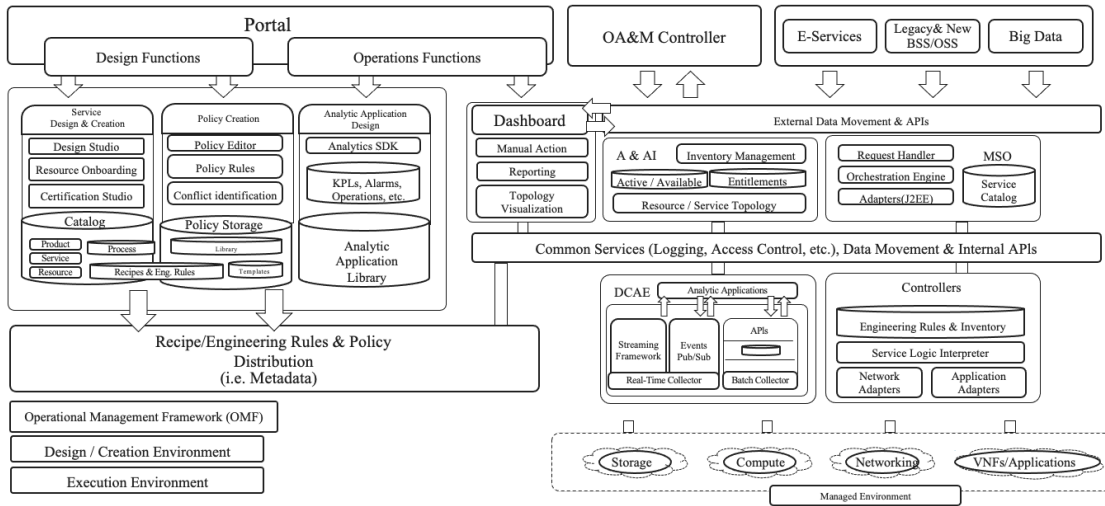 Portal
Design Functions
Operations Functions
OA&M Controller
E-Services
Legacy& New
BSS/OSS
Big Data
Service
Design & Creation
Design Studio
Resource Onboarding
Certification Studio
Catalog
Product
Service
Resource
Process
Recipes & Eng. Rules
Policy Creation
Policy Editor
Policy Rules
Conflict identification
Policy Storage
Library
Templates
Analytic Application
Design
Analytics SDK
KPLs, Alarms,
Operations, etc.
Analytic
Application
Library
Dashboard
Manual Action
Reporting
Topology
Visualization
External Data Movement & APIs
A & AI
Inventory Management
Active / Available
Entitlements
Resource / Service Topology
Request Handler
Orchestration Engine
Adapters(J2EE)
MSO
Service
Catalog
Common Services (Logging, Access Control, etc.), Data Movement & Internal APIs
Recipe/Engineering Rules & Policy
Distribution
(i.e. Metadata)
DCAE
Analytic Applications
Streaming
Framework
Events
Pub/Sub
APIs
Real-Time Collector
Batch Collector
Controllers
Engineering Rules & Inventory
Service Logic Interpreter
Network
Adapters
Application
Adapters
Operational Management Framework (OMF)
Design / Creation Environment
Execution Environment
Storage
Compute
Networking
VNFs/Applications
Managed Environment